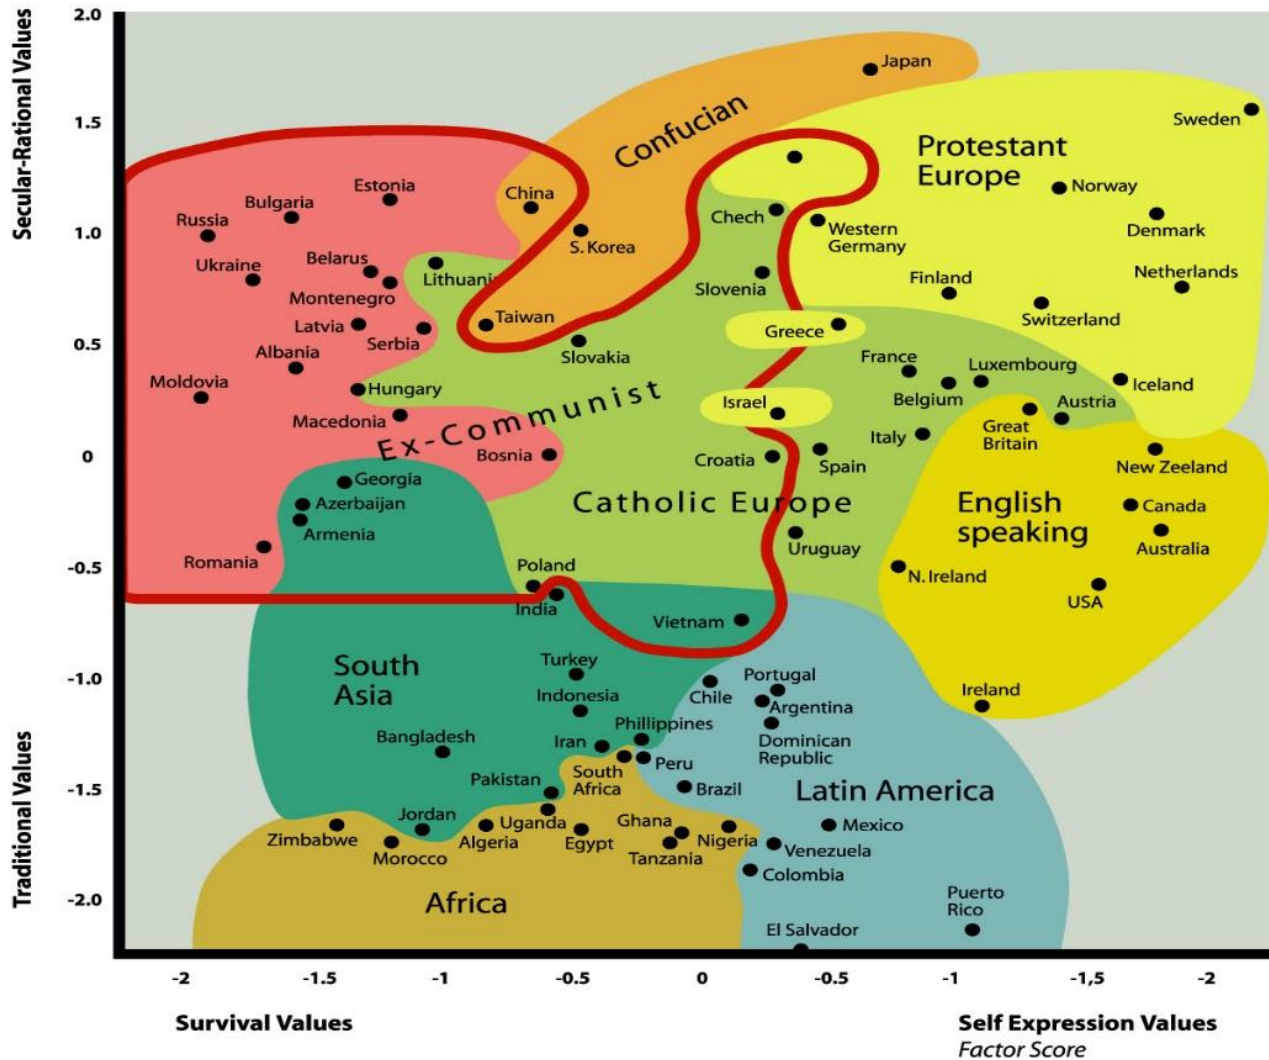 2.0
Secular-Rational Values
Japan
1.5
Confucian
Sweden
Protestant
Europe
Estonia
China
Norway
Bulgaria
Chech
Russia
Western
Germany
Denmark
1.0
S. Korea
Ukraine
Belarus
Lithuania
Slovenia
Finland
Netherlands
Montenegro
Latvia
Taiwan
Switzerland
Serbia
Greece
0.5
Albania
Slovakia
France
Luxembourg
Moldovia
Hungary
Belgium
Iceland
Israel
Austria
Macedonia
Ex-Communist
Great
Britain
Italy
0
Bosnia
Croatia
Spain
New Zeeland
Georgia
Azerbaijan
Catholic Europe
English
speaking
Canada
Armenia
Uruguay
Australia
Romania
-0.5
Poland
India
N. Ireland
USA
Vietnam
South
Asia
Turkey
-1.0
Chile
Portugal
Ireland
Indonesia
Argentina
Phillippines
Dominican
Republic
Bangladesh
Iran
Traditional Values
South
Africa
Peru
Pakistan
Brazil
Latin America
-1.5
Jordan
Uganda
Ghana
Mexico
Zimbabwe
Morocco
Algeria
Egypt
Tanzania
Nigeria
Venezuela
Colombia
-2.0
Africa
Puerto
Rico
El Salvador
-2
-1.5
-1
-0.5
0
-0.5
-1
-1,5
-2
Survival Values
Self Expression Values
Factor Score